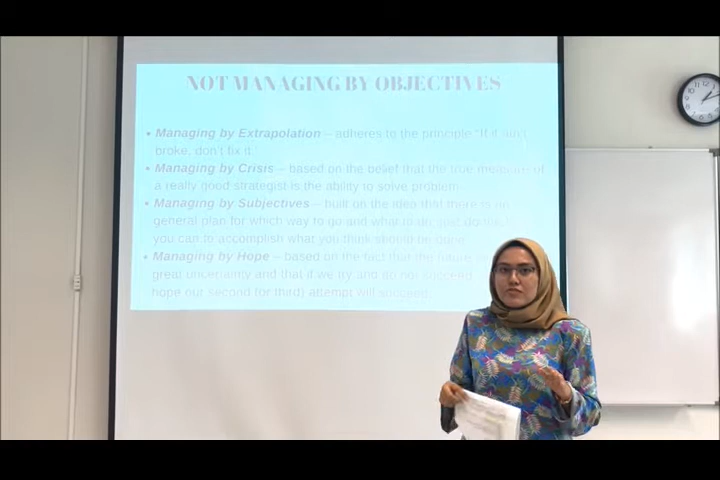 NOT MANAGING BY OBJECTIVES
• Managing by Extrapolation – adheres to the principle "If it ain't
broke, don't fix it."
• Managing by Crisis – based on the belief that the true measure of
a really good strategist is the ability to solve problem
• Managing by Subjectives – built on the idea that there is no
general plan for which way to go and what to do, just do the
you can to accomplish what you think should be done
• Managing by Hope – based on the fact that the future
great uncertainty and that if we try and do not succeed
hope our second for third) attempt will succeed